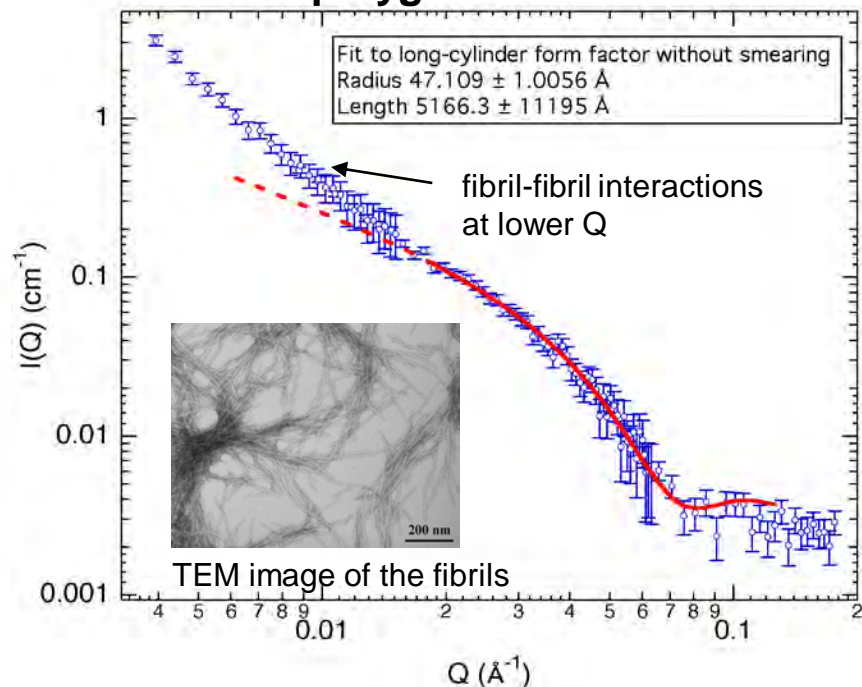 Fit to long-cylinder form factor without smearing
Radius 47.109 ± 1.0056 Å
Length 5166.3 ± 11195 Å
fibril-fibril interactions
at lower Q
1
0.1
0.01
0.001
I(Q) (cm⁻¹)
200 nm
TEM image of the fibrils
4 5 6 7 8 9 0.01 2 3 4 5 6 7 8 9 0.1 2
Q (Å⁻¹)